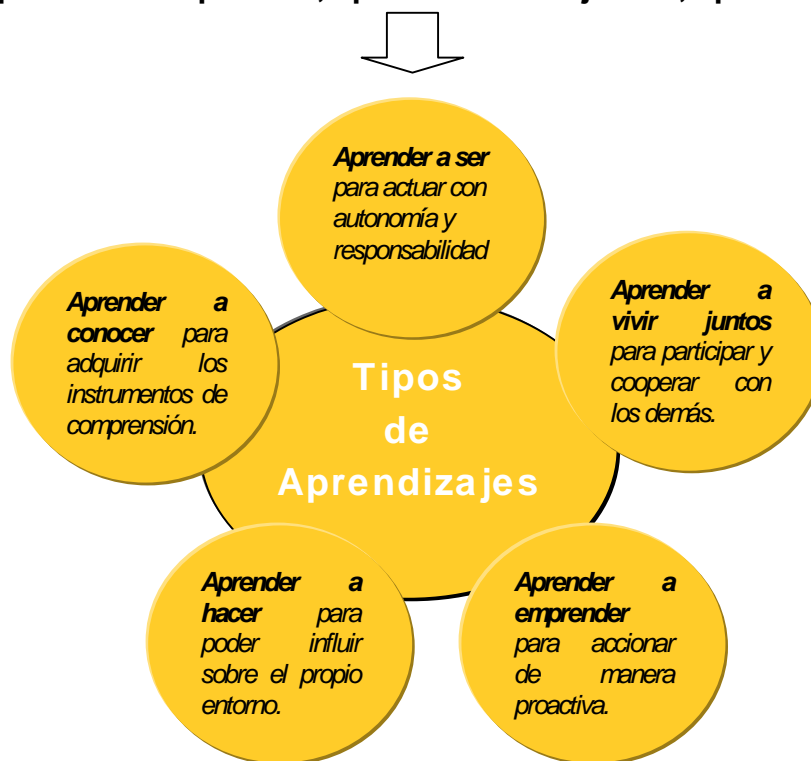 Aprender a ser
para actuar con
autonomía y
responsabilidad
Aprender a
conocer para
adquirir los
instrumentos de
comprensión.
Aprender a
vivir juntos
para participar y
cooperar con
los demás.
Tipos
de
Aprendizajes
Aprender a
hacer para
poder influir
sobre el propio
entorno.
Aprender a
emprender
para accionar
de manera
proactiva.